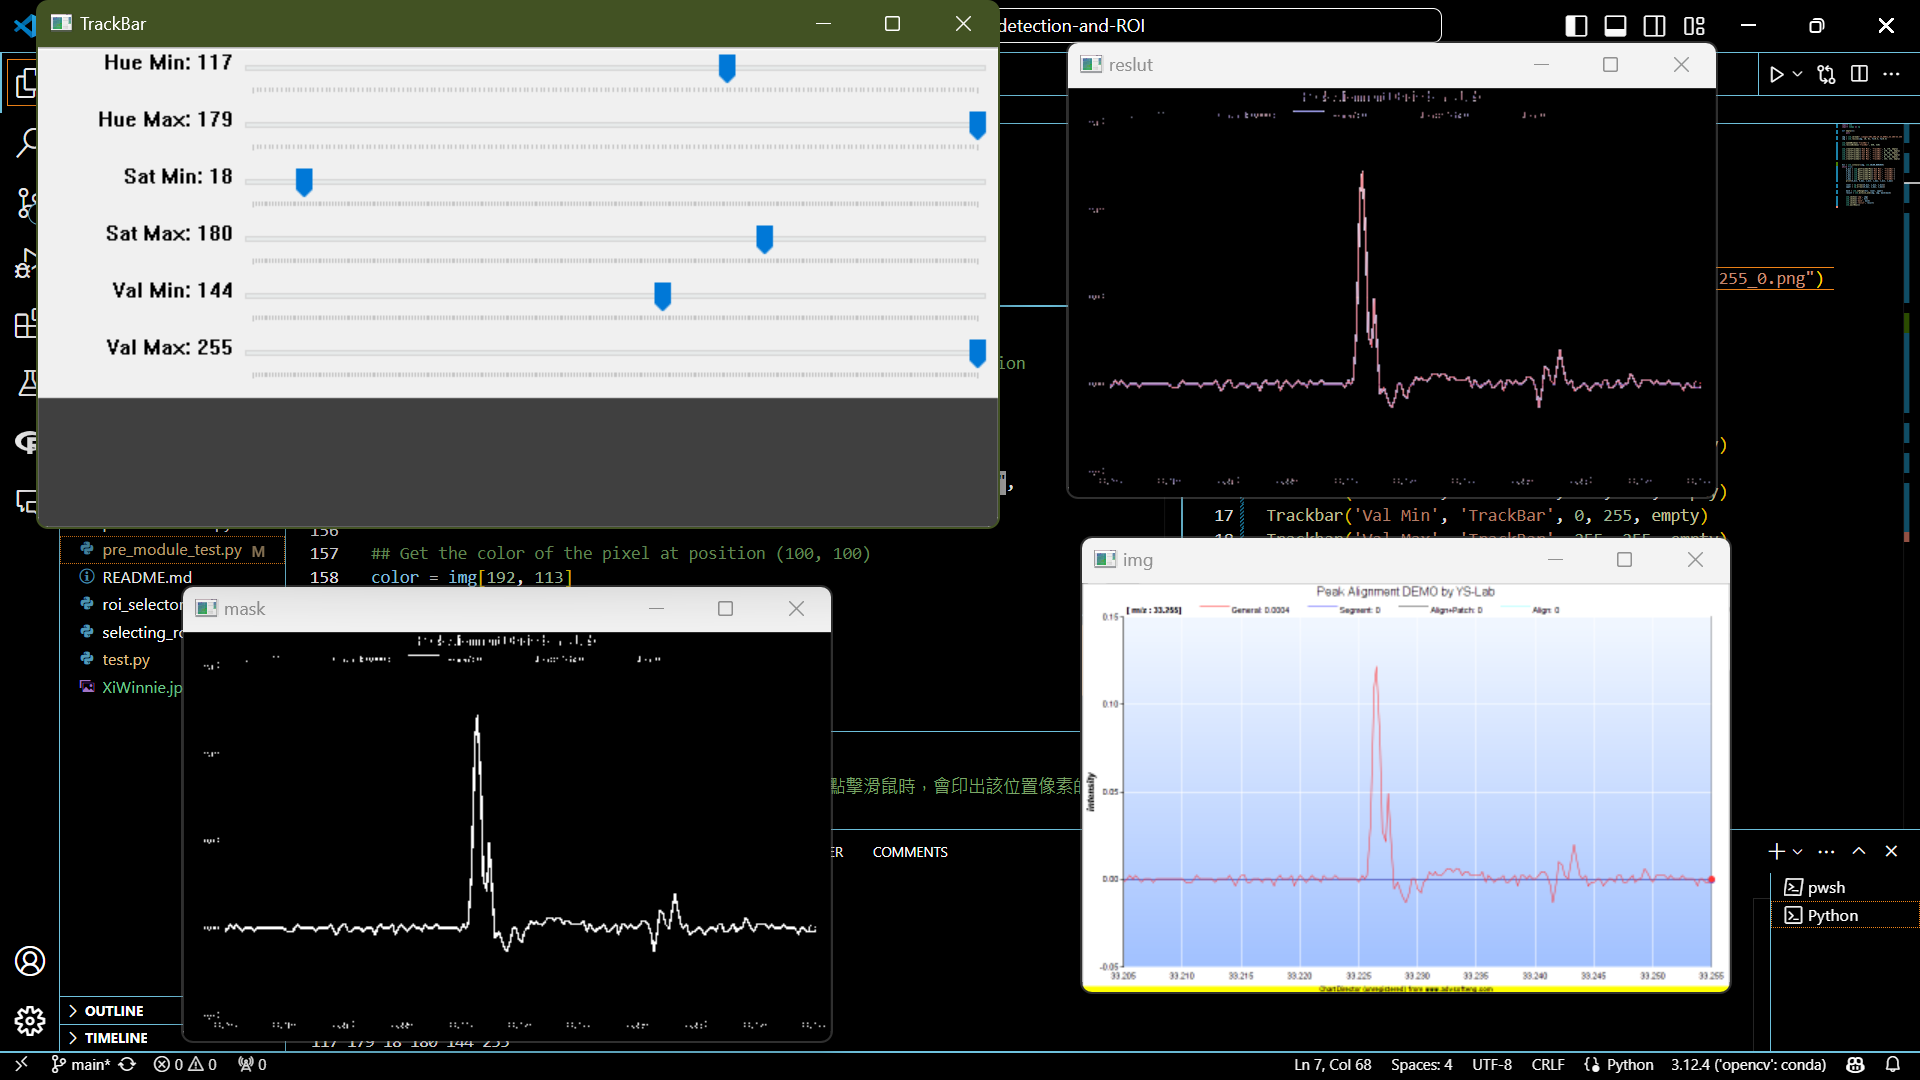 TrackBar
detection-and-ROI
Hue Min: 117
Hue Max: 179
Sat Min: 18
Sat Max: 180
Val Min: 144
Val Max: 255
reslut
255_0.png")
ion
)
,
)
17 Trackbar('Val Min', 'TrackBar', 0, 255, empty)
156
157 ## Get the color of the pixel at position (100, 100)
158 color = img[192, 113]
pre_module_test.py M
README.md
roi_selector
selecting_ro
test.py
XiWinnie.jp
mask
img
Peak Alignment DEMO by YS-Lab
[ m/z : 33.255] General: 0.0004 Segment: 0 Align+Patch: 0 Align: 0
0.15
0.10
0.05
0.00
-0.05
intensity
33.205 33.210 33.215 33.220 33.225 33.230 33.235 33.240 33.245 33.250 33.255
ChartDirector (unregistered) from www.advsofteng.com
點擊滑鼠時，會印出該位置像素的
ER COMMENTS
pwsh
Python
OUTLINE
TIMELINE
117 179 18 180 144 255
main* 0 0 0 Ln 7, Col 68 Spaces: 4 UTF-8 CRLF Python 3.12.4 ('opencv': conda)